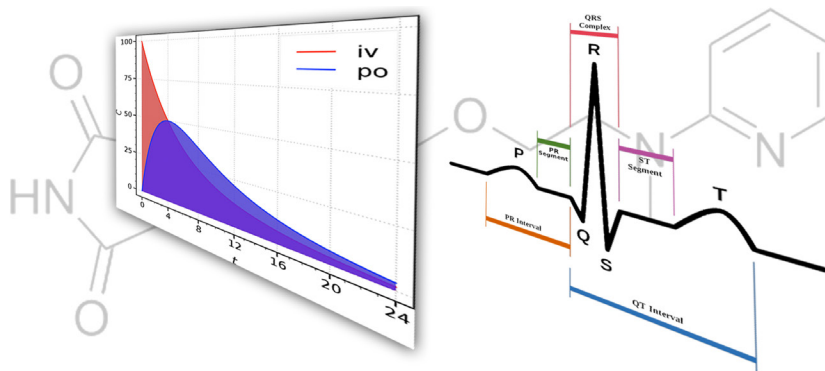 100
75
50
25
0
C
iv
po
0
4
8
12
16
20
24
t
O
HN
O
O
N
N
QRS
Complex
R
PR
Segment
ST
Segment
P
T
PR Interval
Q
S
QT Interval